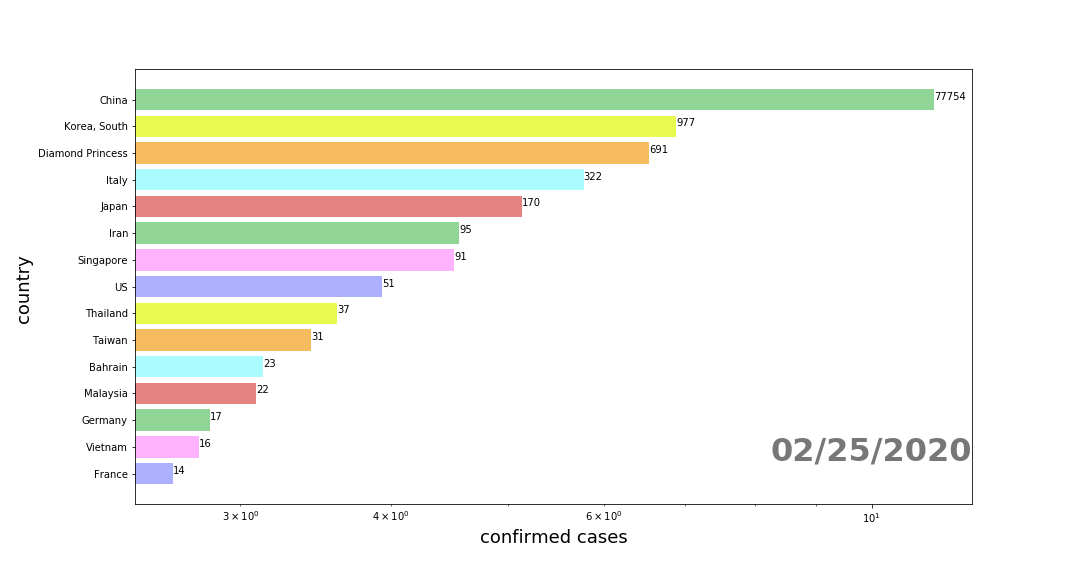 China 77754
Korea, South 977
Diamond Princess 691
Italy 322
Japan 170
Iran 95
Singapore 91
US 51
Thailand 37
Taiwan 31
Bahrain 23
Malaysia 22
Germany 17
Vietnam 16
France 14
country
02/25/2020
3 × 10⁰ 4 × 10⁰ 6 × 10⁰ 10¹
confirmed cases